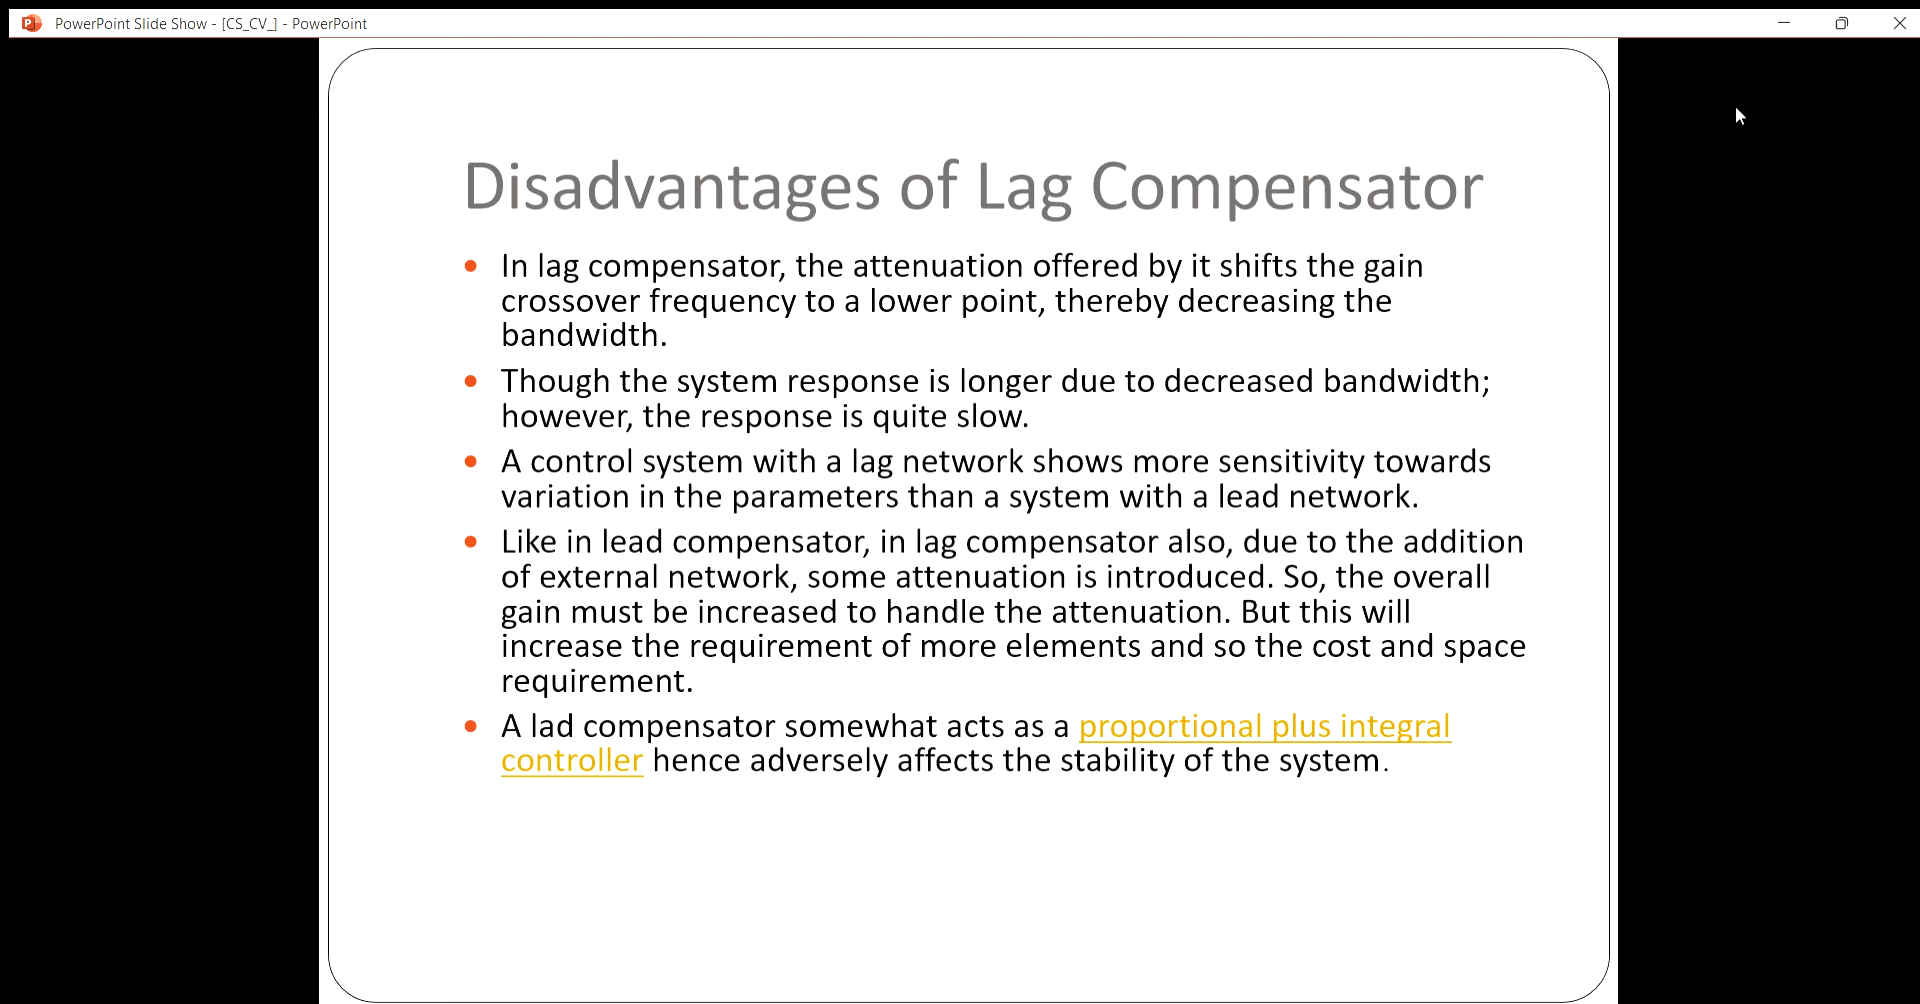 PowerPoint Slide Show - [CS_CV_] - PowerPoint
Disadvantages of Lag Compensator
• In lag compensator, the attenuation offered by it shifts the gain
crossover frequency to a lower point, thereby decreasing the
bandwidth.
• Though the system response is longer due to decreased bandwidth;
however, the response is quite slow.
• A control system with a lag network shows more sensitivity towards
variation in the parameters than a system with a lead network.
• Like in lead compensator, in lag compensator also, due to the addition
of external network, some attenuation is introduced. So, the overall
gain must be increased to handle the attenuation. But this will
increase the requirement of more elements and so the cost and space
requirement.
• A lad compensator somewhat acts as a proportional plus integral
controller hence adversely affects the stability of the system.